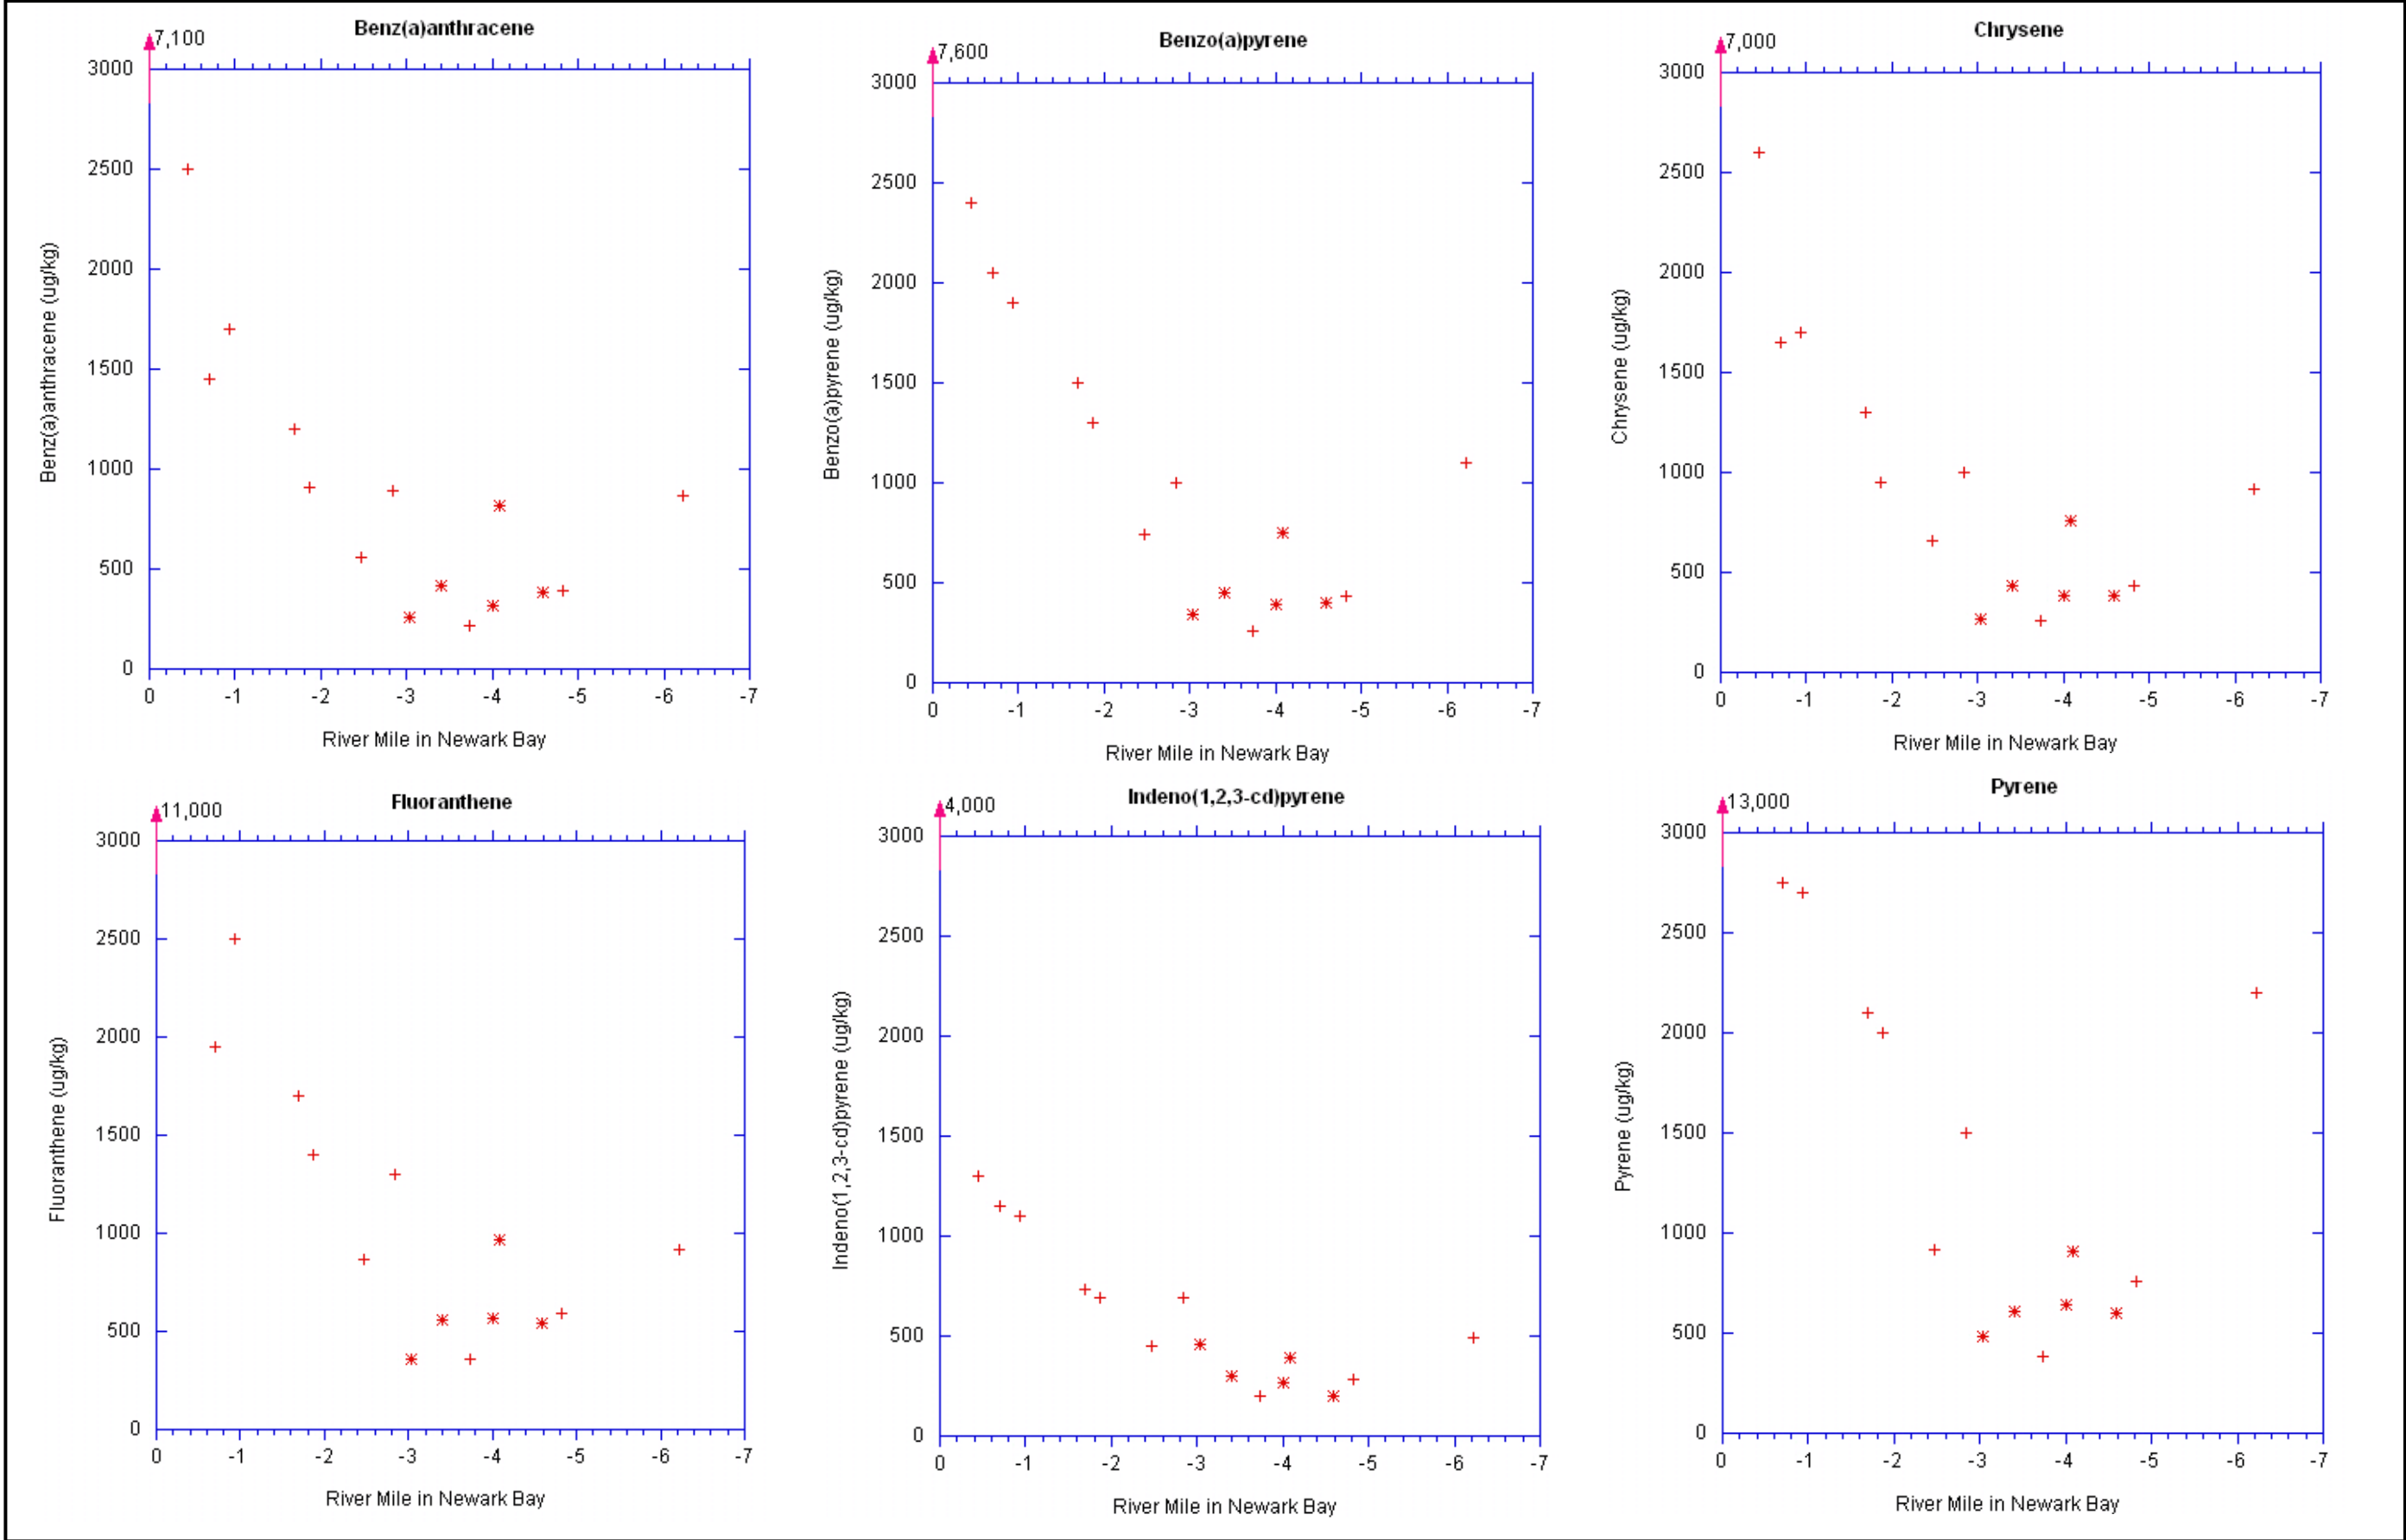 Benz(a)anthracene
7,100
3000
2500
2000
1500
1000
500
0
Benz(a)anthracene (ug/kg)
0 -1 -2 -3 -4 -5 -6 -7
River Mile in Newark Bay
Benzo(a)pyrene
7,600
3000
2500
2000
1500
1000
500
0
Benzo(a)pyrene (ug/kg)
0 -1 -2 -3 -4 -5 -6 -7
River Mile in Newark Bay
Chrysene
7,000
3000
2500
2000
1500
1000
500
0
Chrysene (ug/kg)
0 -1 -2 -3 -4 -5 -6 -7
River Mile in Newark Bay
Fluoranthene
11,000
3000
2500
2000
1500
1000
500
0
Fluoranthene (ug/kg)
0 -1 -2 -3 -4 -5 -6 -7
River Mile in Newark Bay
Indeno(1,2,3-cd)pyrene
4,000
3000
2500
2000
1500
1000
500
0
Indeno(1,2,3-cd)pyrene (ug/kg)
0 -1 -2 -3 -4 -5 -6 -7
River Mile in Newark Bay
Pyrene
13,000
3000
2500
2000
1500
1000
500
0
Pyrene (ug/kg)
0 -1 -2 -3 -4 -5 -6 -7
River Mile in Newark Bay